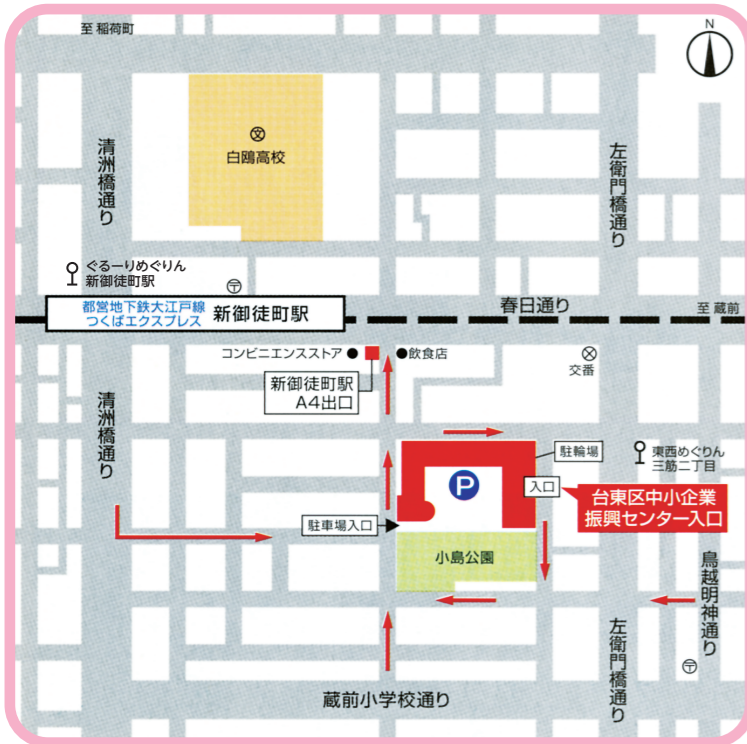 至 稲荷町
N
文
白鷗高校
清洲橋通り
左衛門橋通り
ぐるーりめぐりん
新御徒町駅
〒
都営地下鉄大江戸線
つくばエクスプレス
新御徒町駅
春日通り
至 蔵前
コンビニエンスストア
飲食店
交番
新御徒町駅
A4出口
清洲橋通り
駐輪場
東西めぐりん
三筋二丁目
P
入口
台東区中小企業
振興センター入口
駐車場入口
小島公園
鳥越明神通り
左衛門橋通り
〒
蔵前小学校通り